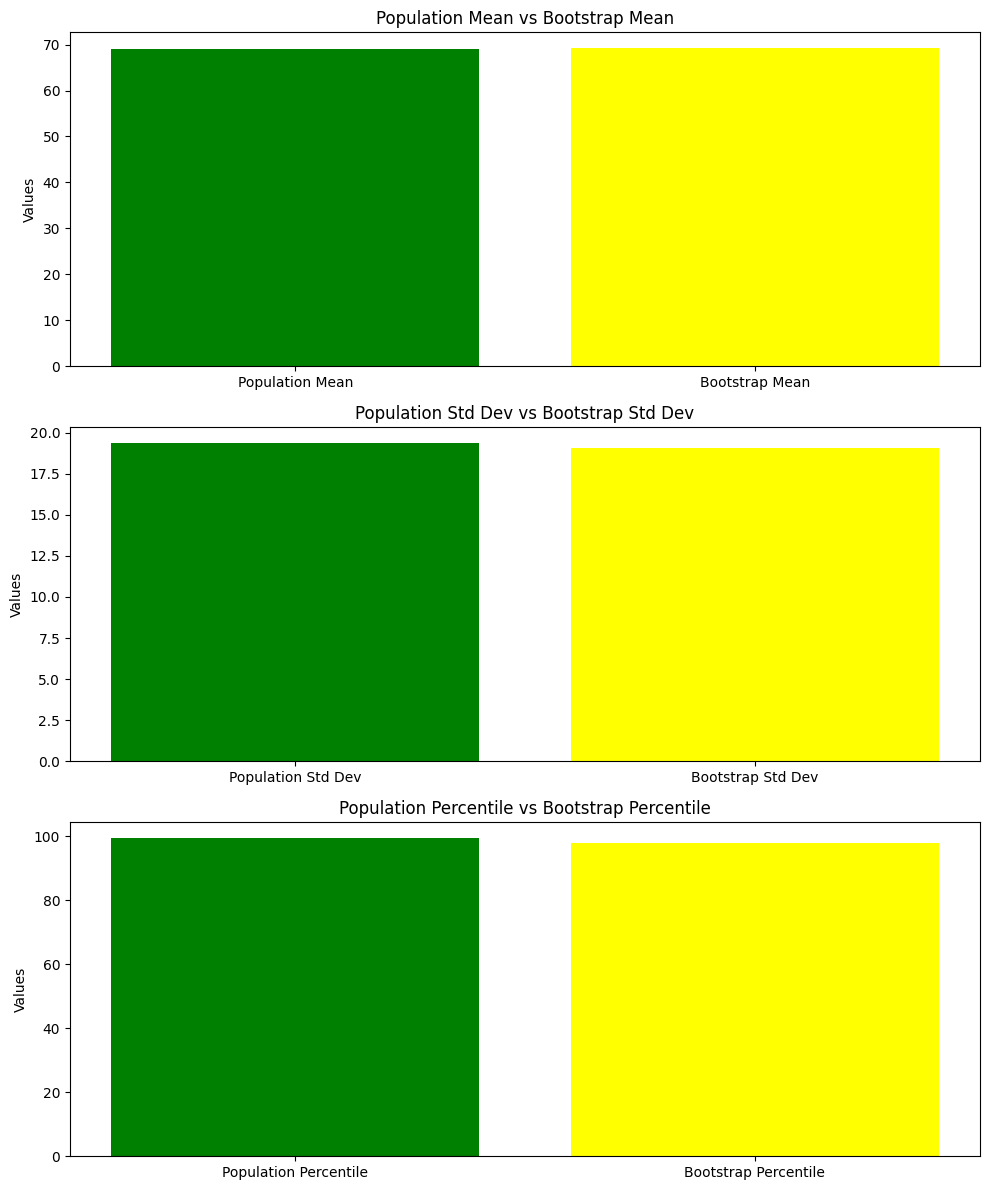 Population Mean vs Bootstrap Mean
70
60
50
40
30
20
10
0
Values
Population Mean
Bootstrap Mean
Population Std Dev vs Bootstrap Std Dev
20.0
17.5
15.0
12.5
10.0
7.5
5.0
2.5
0.0
Values
Population Std Dev
Bootstrap Std Dev
Population Percentile vs Bootstrap Percentile
100
80
60
40
20
0
Values
Population Percentile
Bootstrap Percentile